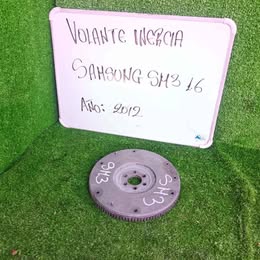 VOLANTE INERCIA
SAMSUNG SM3 1.6
AÑO: 2012
SM3
SM3